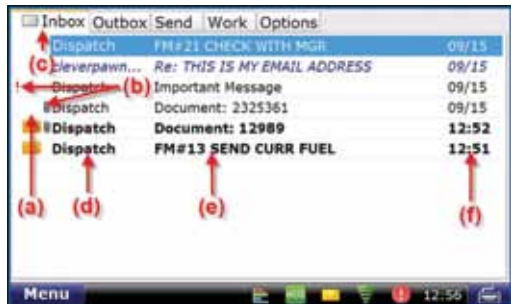 Inbox Outbox Send Work Options
Dispatch FM#21 CHECK WITH MGR 09/15
(c) cleverpawn... Re: THIS IS MY EMAIL ADDRESS 09/15
! Dispatch (b) Important Message 09/15
Dispatch Document: 2325361 09/15
Dispatch Document: 12989 12:52
Dispatch FM#13 SEND CURR FUEL 12:51
(a) (d) (e) (f)
Menu 12:56